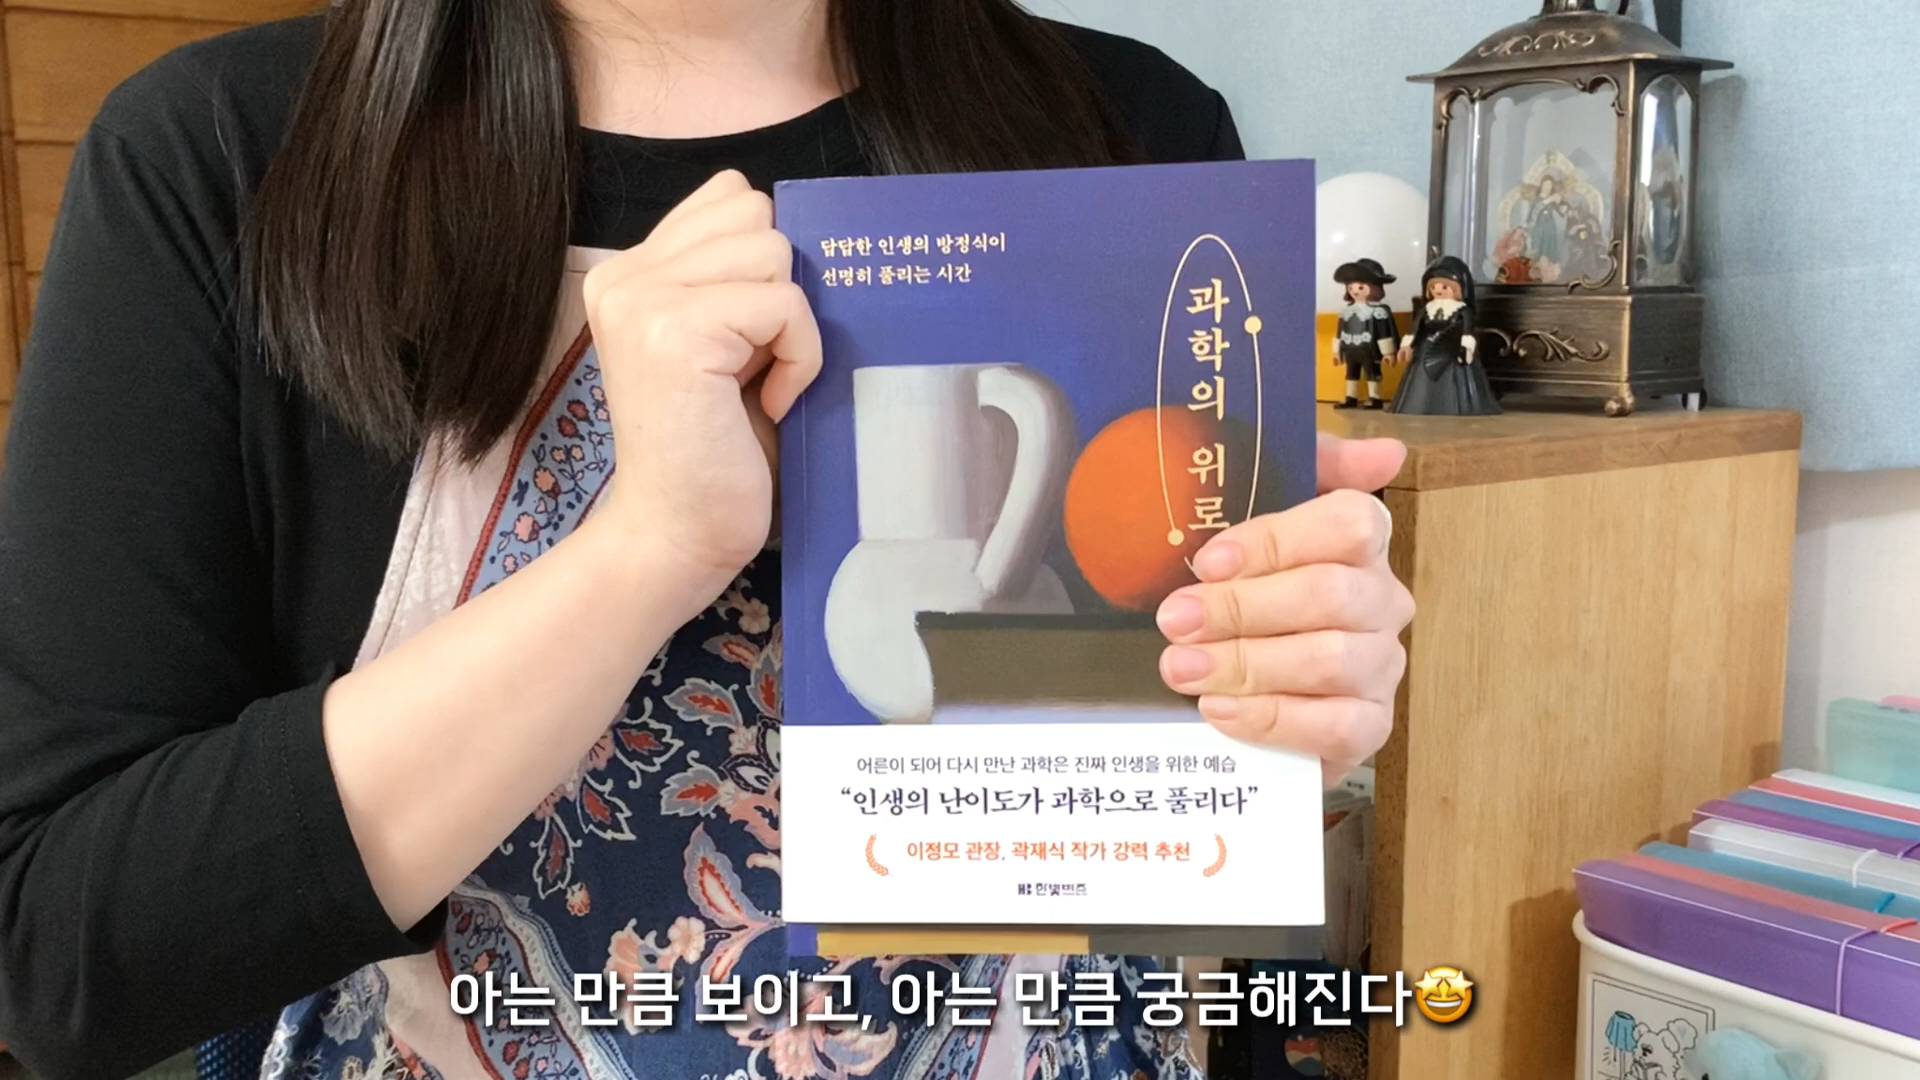 답답한 인생의 방정식이
선명히 풀리는 시간
과학의 위로
어른이 되어 다시 만난 과학은 진짜 인생을 위한 예습
“인생의 난이도가 과학으로 풀리다”
이정모 관장, 곽재식 작가 강력 추천
한빛비즈
아는 만큼 보이고, 아는 만큼 궁금해진다🤩